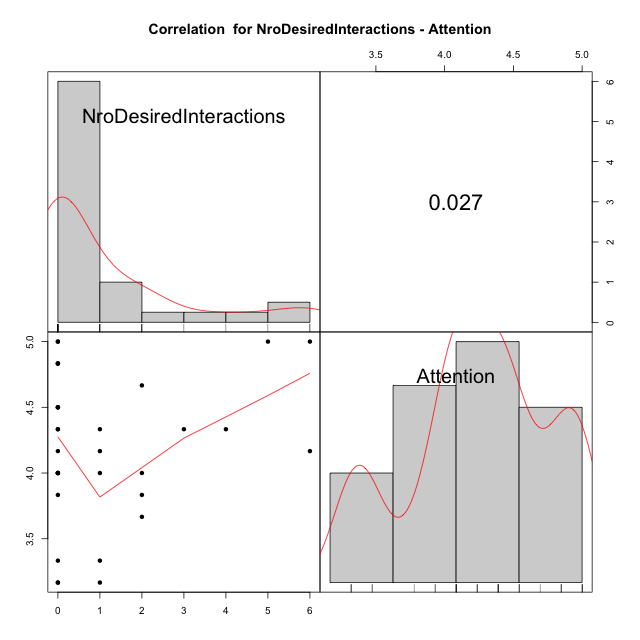 Correlation  for NroDesiredInteractions - Attention
3.5 4.0 4.5 5.0
NroDesiredInteractions
0.027
0 1 2 3 4 5 6
3.5 4.0 4.5 5.0
Attention
0 1 2 3 4 5 6